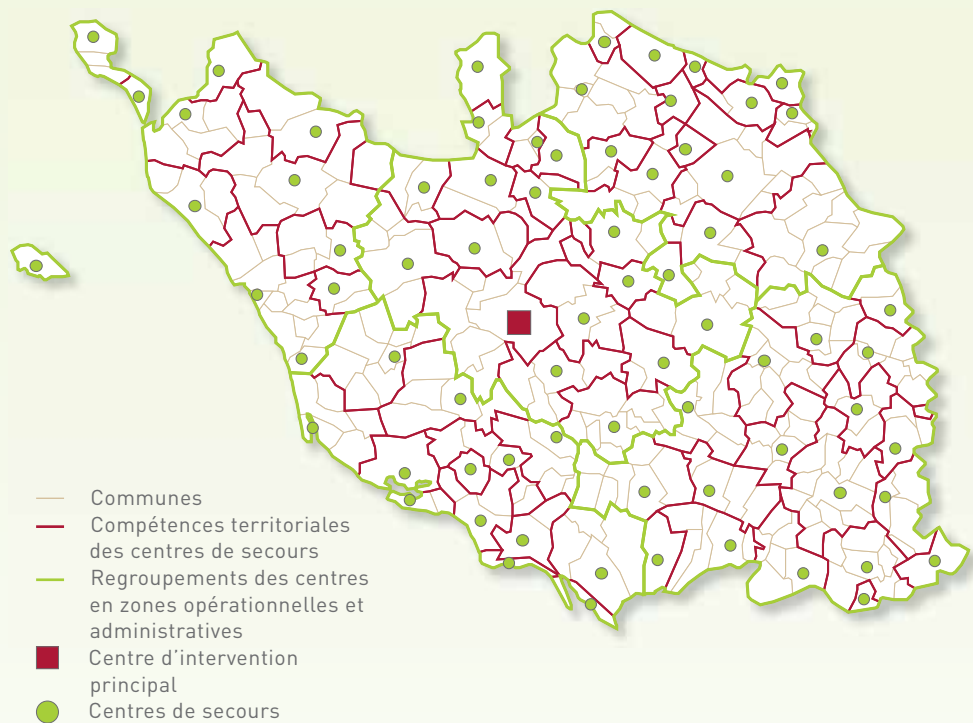 Communes
Compétences territoriales
des centres de secours
Regroupements des centres
en zones opérationnelles et
administratives
Centre d'intervention
principal
Centres de secours